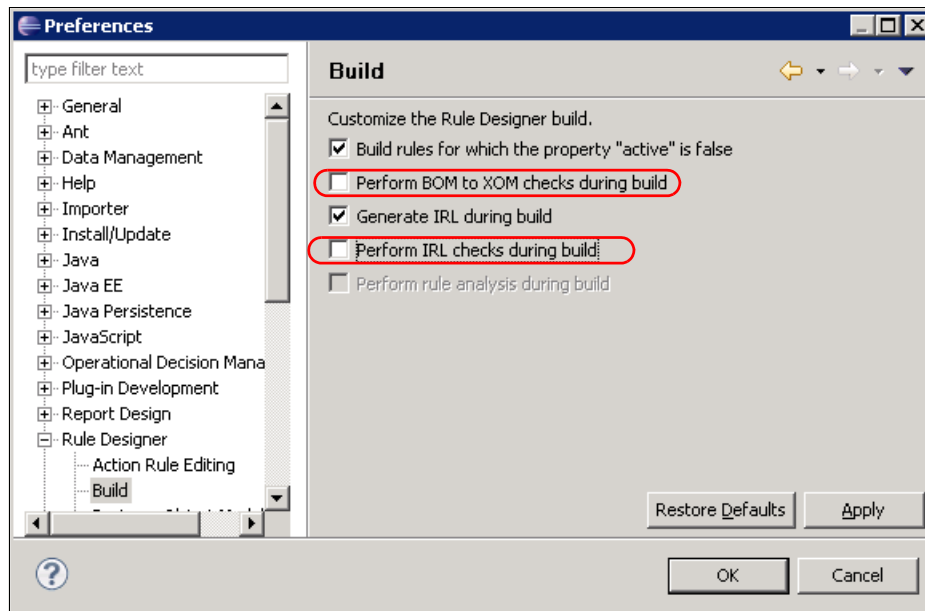 Preferences
type filter text
General
Ant
Data Management
Help
Importer
Install/Update
Java
Java EE
Java Persistence
JavaScript
Operational Decision Mana
Plug-in Development
Report Design
Rule Designer
Action Rule Editing
Build
Build
Customize the Rule Designer build.
Build rules for which the property "active" is false
Perform BOM to XOM checks during build
Generate IRL during build
Perform IRL checks during build
Perform rule analysis during build
Restore Defaults
Apply
OK
Cancel